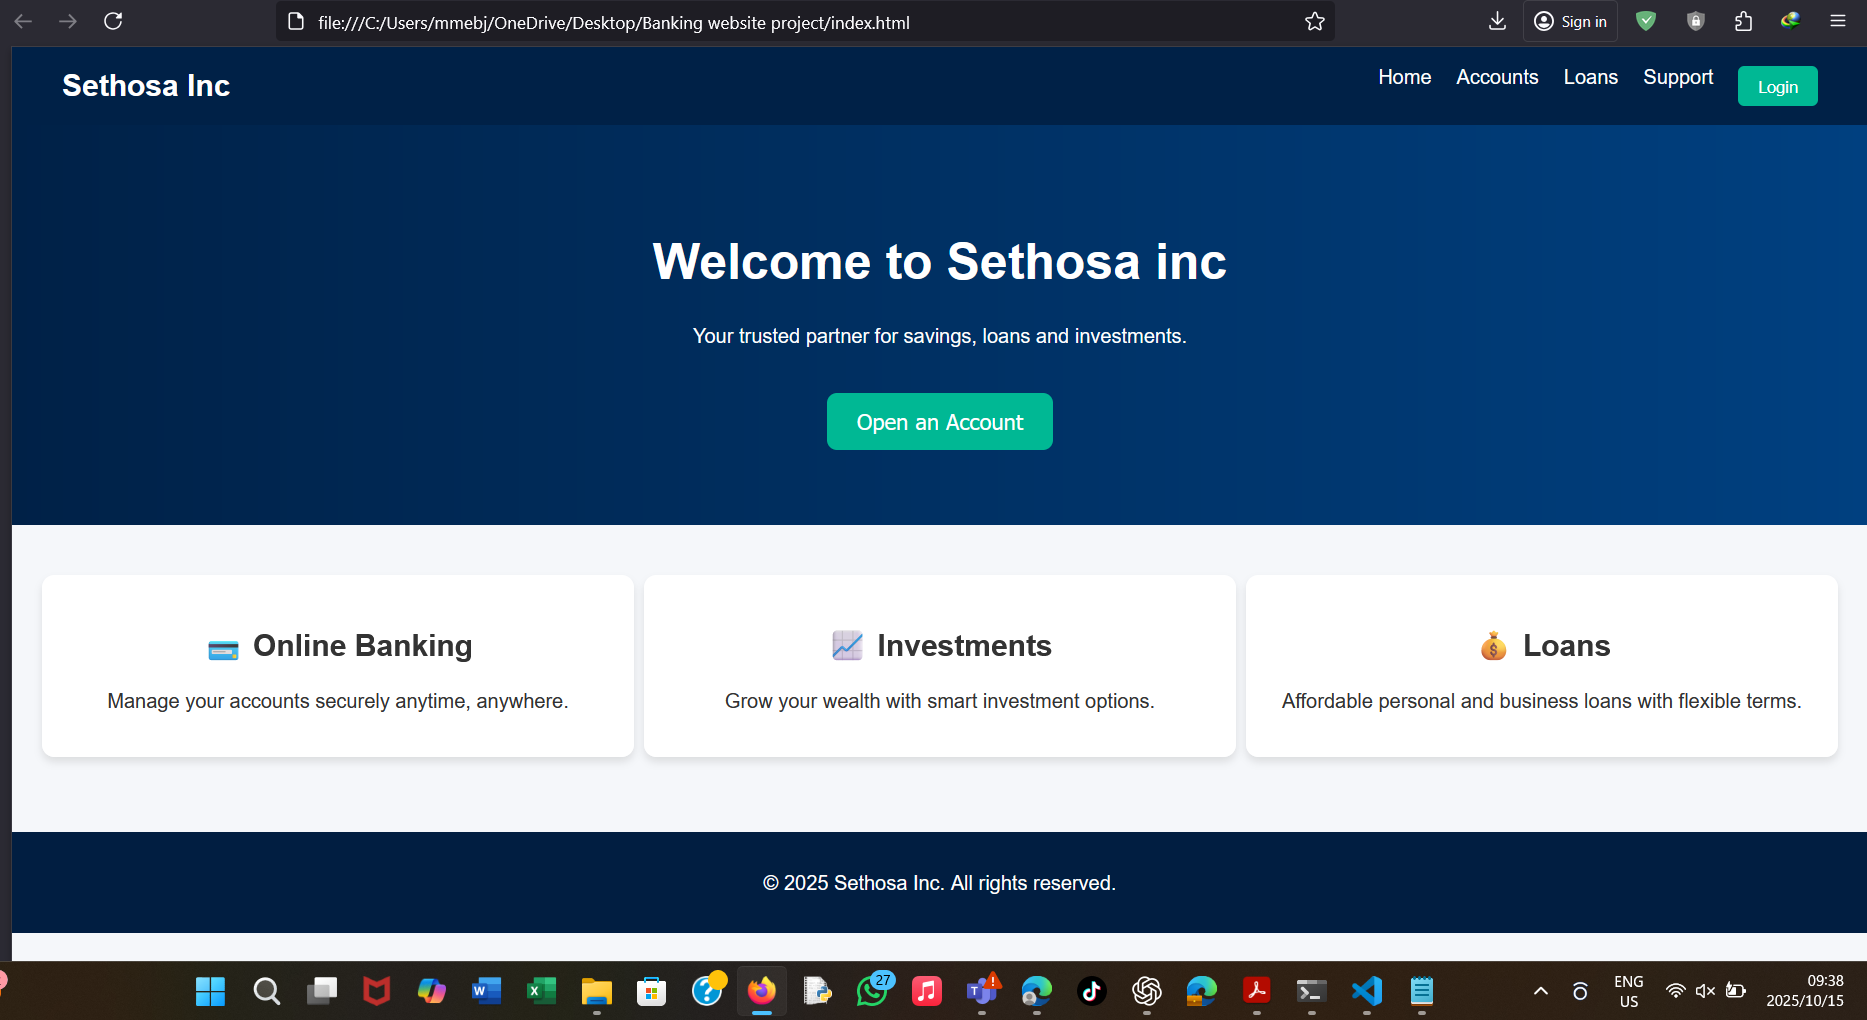 file:///C:/Users/mmebj/OneDrive/Desktop/Banking website project/index.html
Sign in
Sethosa Inc
Home
Accounts
Loans
Support
Login
Welcome to Sethosa inc
Your trusted partner for savings, loans and investments.
Open an Account
Online Banking
Manage your accounts securely anytime, anywhere.
Investments
Grow your wealth with smart investment options.
Loans
Affordable personal and business loans with flexible terms.
© 2025 Sethosa Inc. All rights reserved.
27
ENG
US
09:38
2025/10/15